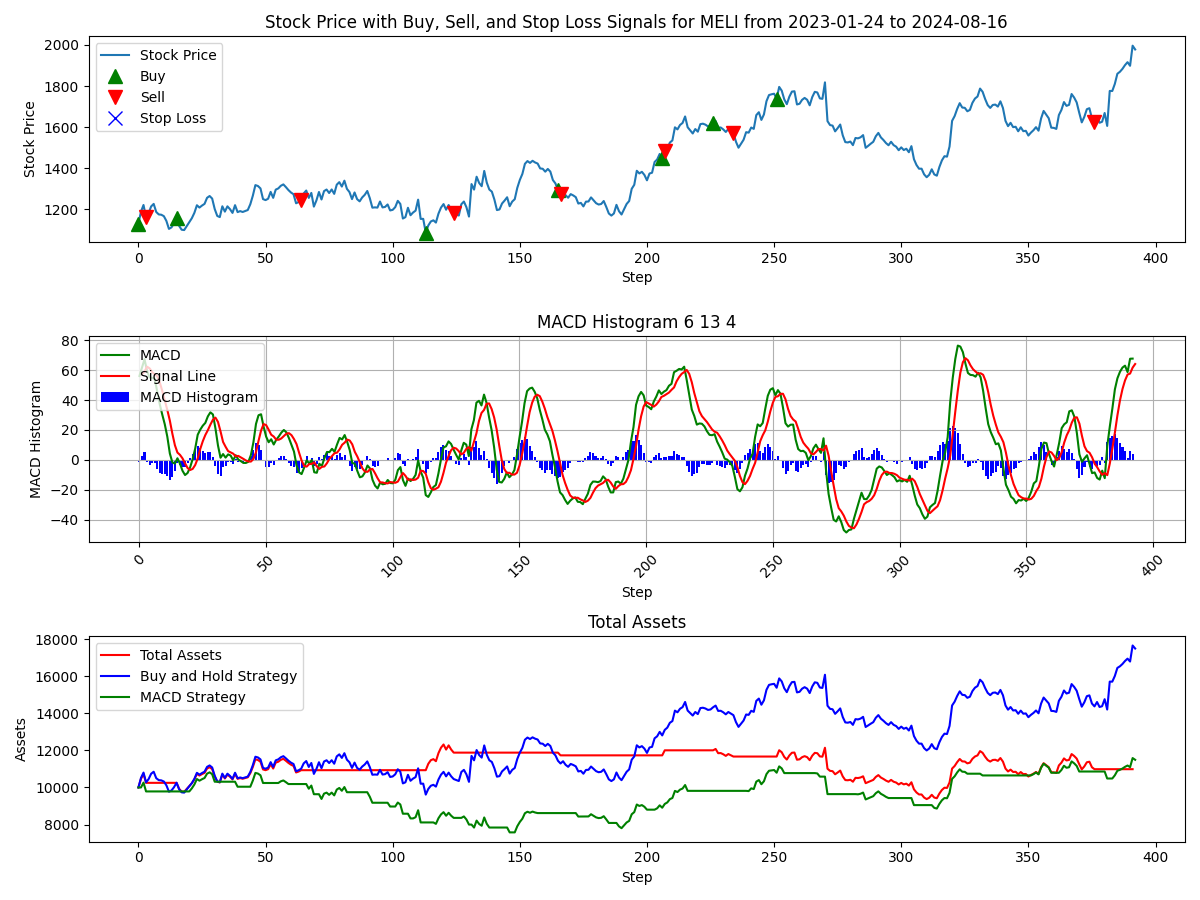 Stock Price with Buy, Sell, and Stop Loss Signals for MELI from 2023-01-24 to 2024-08-16
2000
1800
1600
1400
1200
Stock Price
Stock Price
Buy
Sell
Stop Loss
0 50 100 150 200 250 300 350 400
Step
MACD Histogram 6 13 4
80
60
40
20
0
−20
−40
MACD Histogram
MACD
Signal Line
MACD Histogram
0 50 100 150 200 250 300 350 400
Step
Total Assets
18000
16000
14000
12000
10000
8000
Assets
Total Assets
Buy and Hold Strategy
MACD Strategy
0 50 100 150 200 250 300 350 400
Step